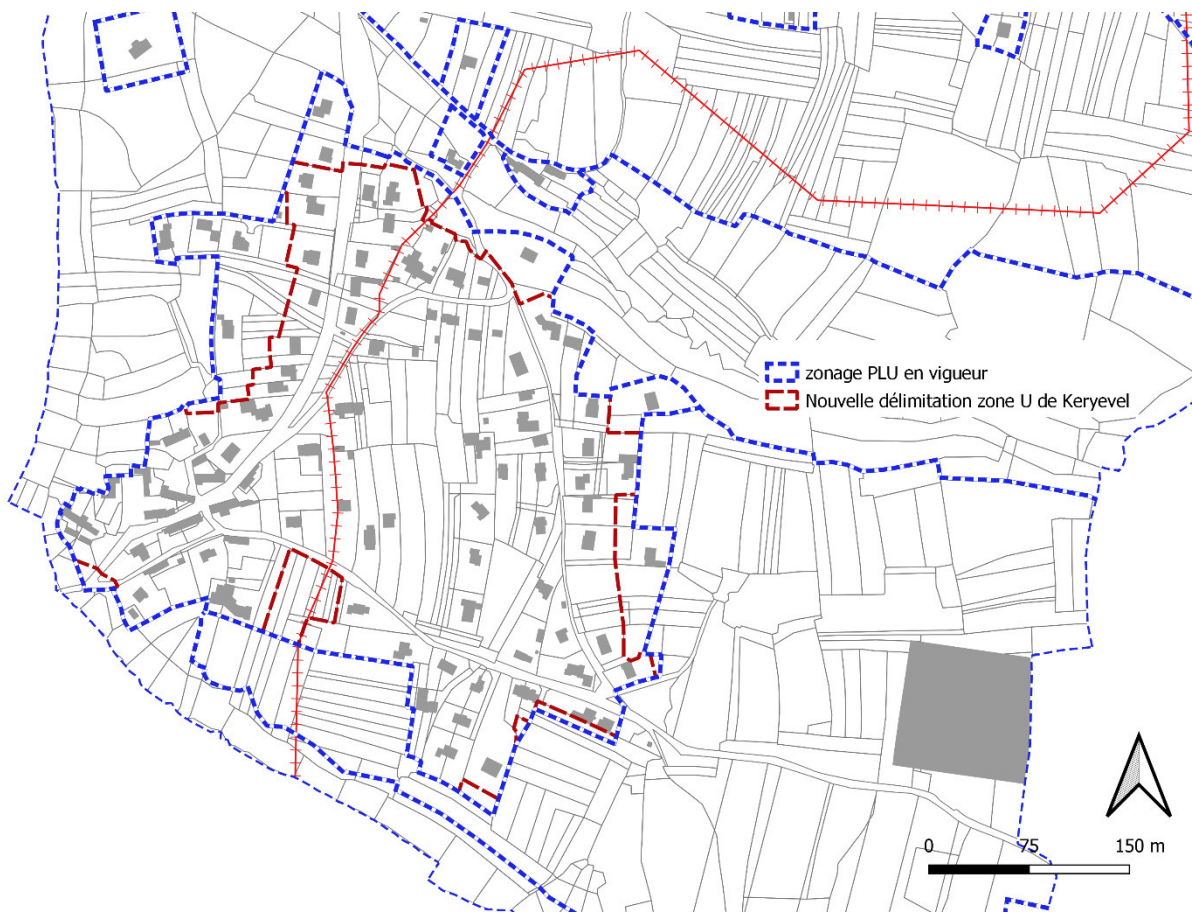 zonage PLU en vigueur
Nouvelle délimitation zone U de Keryevel
0 75 150 m